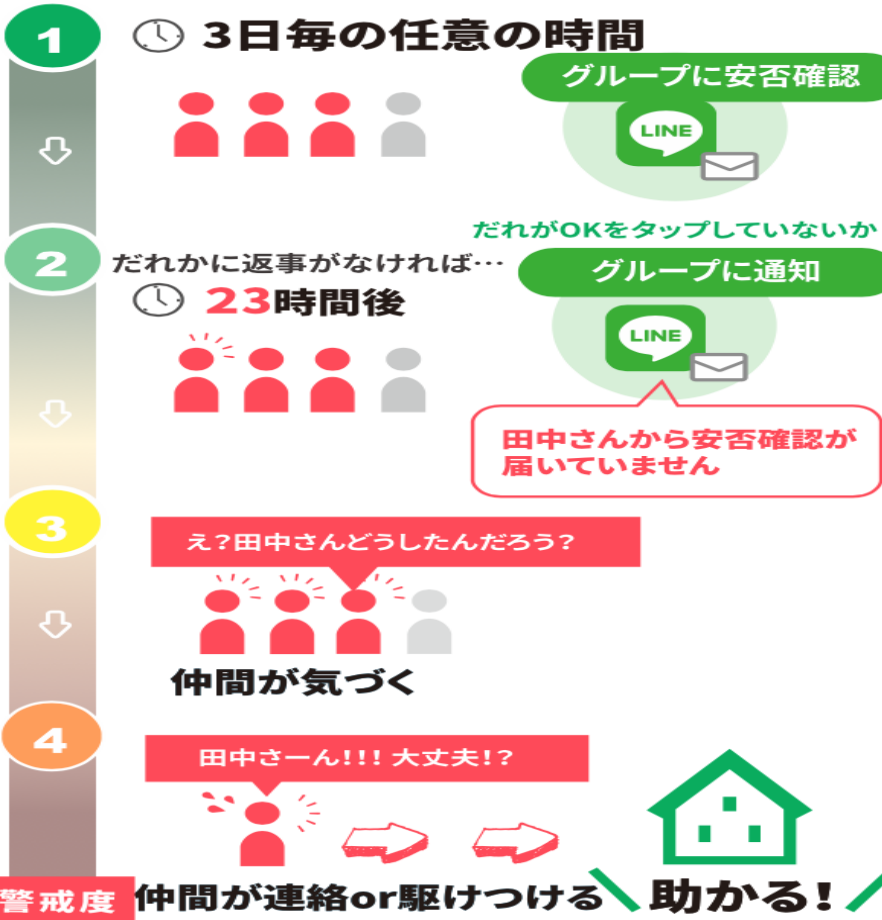 1
3日毎の任意の時間
グループに安否確認
LINE
2
だれかに返事がなければ…
23時間後
だれがOKをタップしていないか
グループに通知
LINE
田中さんから安否確認が
届いていません
3
え？田中さんどうしたんだろう？
仲間が気づく
4
田中さーん!!! 大丈夫!？
警戒度
仲間が連絡or駆けつける
助かる！